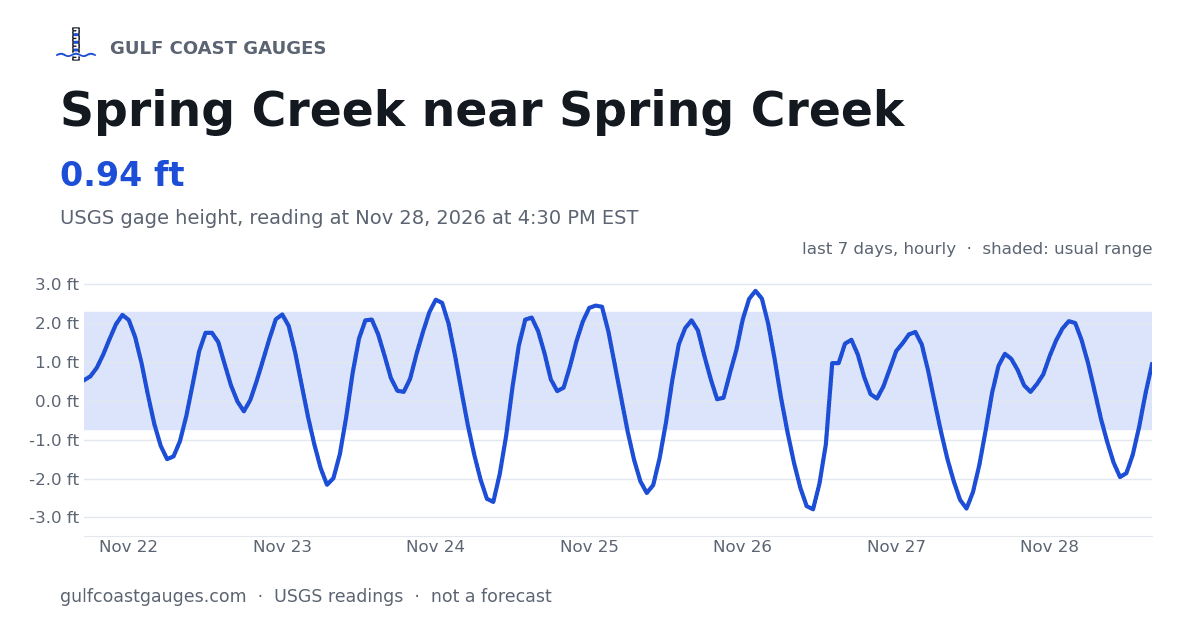 GULF COAST GAUGES
Spring Creek near Spring Creek
0.94 ft
USGS gage height, reading at Nov 28, 2026 at 4:30 PM EST
last 7 days, hourly · shaded: usual range
3.0 ft
2.0 ft
1.0 ft
0.0 ft
-1.0 ft
-2.0 ft
-3.0 ft
Nov 22 Nov 23 Nov 24 Nov 25 Nov 26 Nov 27 Nov 28
gulfcoastgauges.com · USGS readings · not a forecast